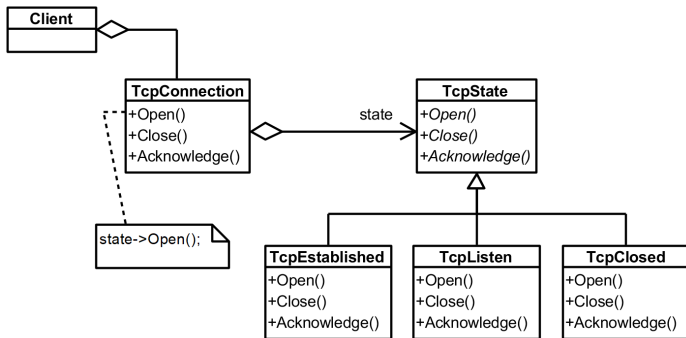 Client
TcpConnection
+Open()
+Close()
+Acknowledge()
state
TcpState
+Open()
+Close()
+Acknowledge()
state->Open();
TcpEstablished
+Open()
+Close()
+Acknowledge()
TcpListen
+Open()
+Close()
+Acknowledge()
TcpClosed
+Open()
+Close()
+Acknowledge()